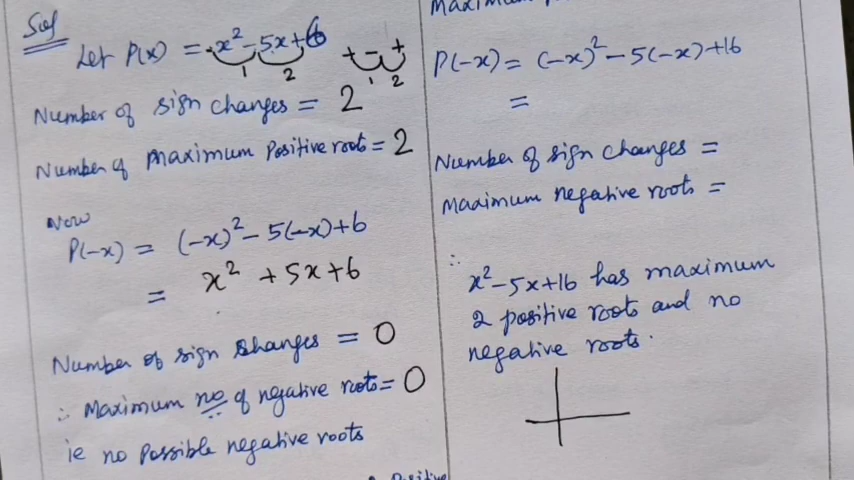 Sol
Let P(x) = x² - 5x + 6
+ - +
1 2
1 2
Number of sign changes = 2
Number of maximum positive roots = 2
Now
P(-x) = (-x)² - 5(-x) + 6
= x² + 5x + 6
Number of sign changes = 0
∴ Maximum no of negative roots = 0
ie no possible negative roots
P(-x) = (-x)² - 5(-x) + 16
=
Number of sign changes =
Maximum negative roots =
∴
x² - 5x + 16 has maximum
2 positive roots and no
negative roots.